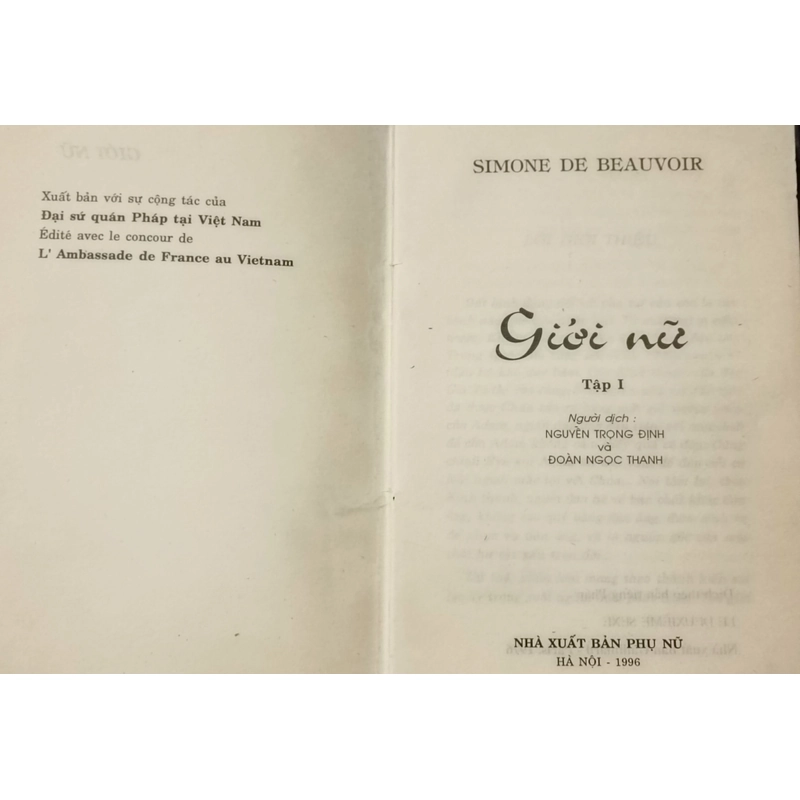 Xuất bản với sự cộng tác của
Đại sứ quán Pháp tại Việt Nam
Édité avec le concour de
L' Ambassade de France au Vietnam
SIMONE DE BEAUVOIR
Giới nữ
Tập I
Người dịch :
NGUYỄN TRỌNG ĐỊNH
và
ĐOÀN NGỌC THANH
NHÀ XUẤT BẢN PHỤ NỮ
HÀ NỘI - 1996